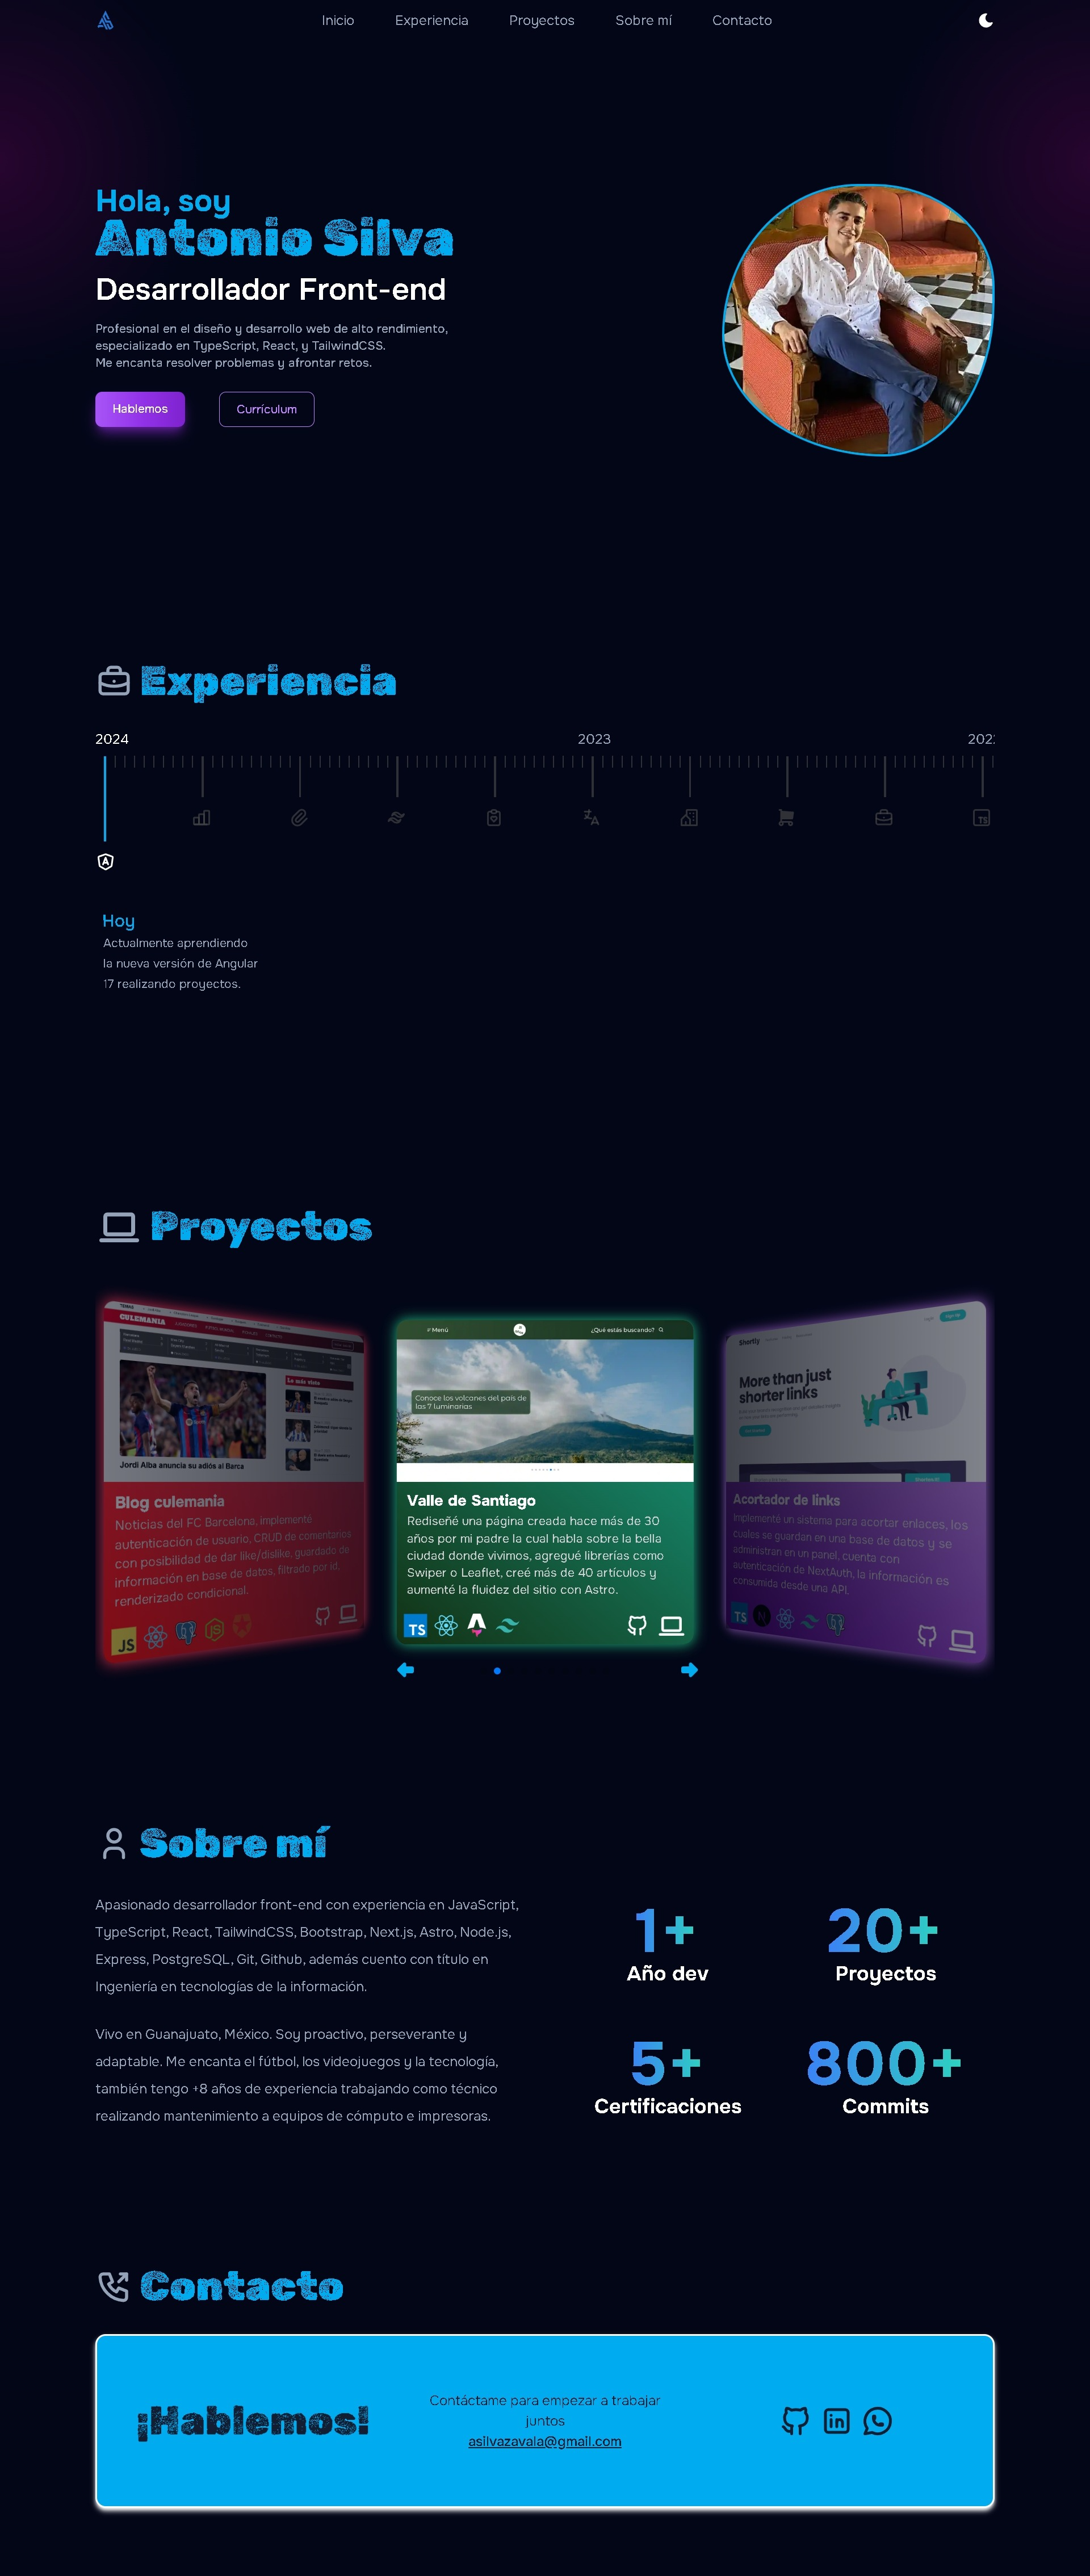 Inicio
Experiencia
Proyectos
Sobre mí
Contacto
Hola, soy
Antonio Silva
Desarrollador Front-end
Profesional en el diseño y desarrollo web de alto rendimiento,
especializado en TypeScript, React, y TailwindCSS.
Me encanta resolver problemas y afrontar retos.
Hablemos
Currículum
Experiencia
2024
2023
202
TS
Hoy
Actualmente aprendiendo
la nueva versión de Angular
17 realizando proyectos.
Proyectos
CULEMANIA
Lo más visto
Jordi Alba anuncia su adiós al Barca
Blog culemania
Noticias del FC Barcelona, implementé
autenticación de usuario, CRUD de comentarios
con posibilidad de dar like/dislike, guardado de
información en base de datos, filtrado por id,
renderizado condicional.
JS
Menú
¿Qué estás buscando?
Conoce los volcanes del país de
las 7 luminarias
Valle de Santiago
Rediseñé una página creada hace más de 30
años por mi padre la cual habla sobre la bella
ciudad donde vivimos, agregué librerías como
Swiper o Leaflet, creé más de 40 artículos y
aumenté la fluidez del sitio con Astro.
TS
Shortly
More than just
shorter links
Acortador de links
Implementé un sistema para acortar enlaces, los
cuales se guardan en una base de datos y se
administran en un panel, cuenta con
autenticación de NextAuth, la información es
consumida desde una API.
TS
Sobre mí
Apasionado desarrollador front-end con experiencia en JavaScript,
TypeScript, React, TailwindCSS, Bootstrap, Next.js, Astro, Node.js,
Express, PostgreSQL, Git, Github, además cuento con título en
Ingeniería en tecnologías de la información.
Vivo en Guanajuato, México. Soy proactivo, perseverante y
adaptable. Me encanta el fútbol, los videojuegos y la tecnología,
también tengo +8 años de experiencia trabajando como técnico
realizando mantenimiento a equipos de cómputo e impresoras.
1+
Año dev
20+
Proyectos
5+
Certificaciones
800+
Commits
Contacto
¡Hablemos!
Contáctame para empezar a trabajar
juntos
asilvazavala@gmail.com